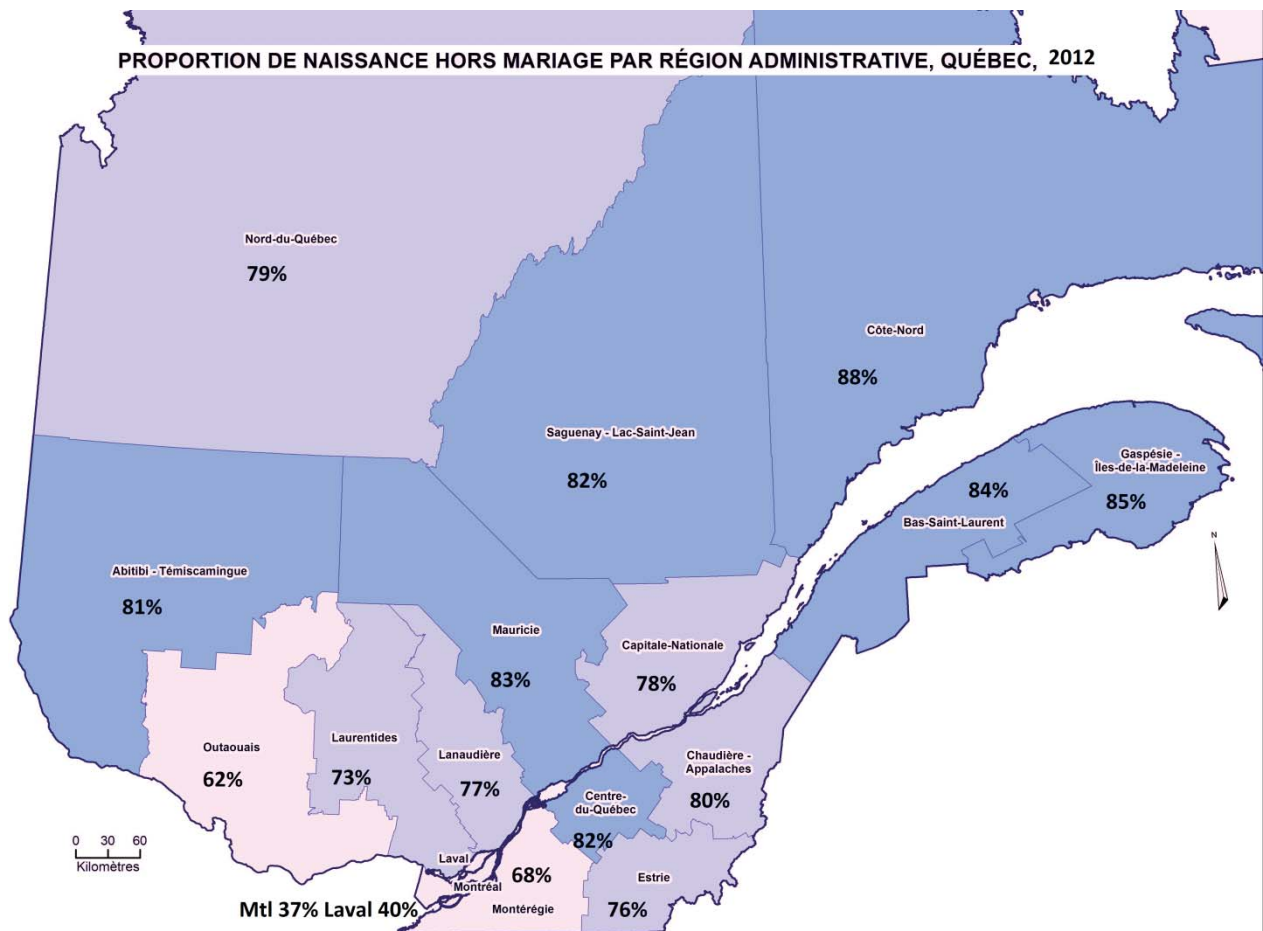 PROPORTION DE NAISSANCE HORS MARIAGE PAR RÉGION ADMINISTRATIVE, QUÉBEC, 2012
Nord-du-Québec
79%
Côte-Nord
88%
Saguenay - Lac-Saint-Jean
82%
Gaspésie -
Îles-de-la-Madeleine
85%
84%
Bas-Saint-Laurent
N
Abitibi - Témiscamingue
81%
Mauricie
83%
Capitale-Nationale
78%
Outaouais
62%
Laurentides
73%
Lanaudière
77%
Chaudière -
Appalaches
80%
Centre-
du-Québec
82%
0 30 60
Kilomètres
Laval
Montréal
68%
Montérégie
Estrie
76%
Mtl 37% Laval 40%